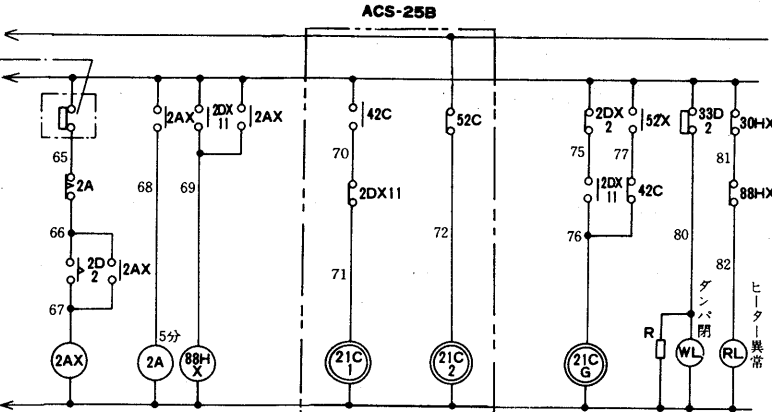 ACS-25B
2AX
2DX
11
2AX
42C
52C
2DX
2
52X
33D
2
30HX
65
2A
68
69
70
2DX11
75
77
2DX
11
42C
81
88HX
66
2D
2
2AX
71
72
76
80
82
67
5分
R
ダンパ閉
ヒーター異常
2AX
2A
88H
X
21C
1
21C
2
21C
G
WL
RL